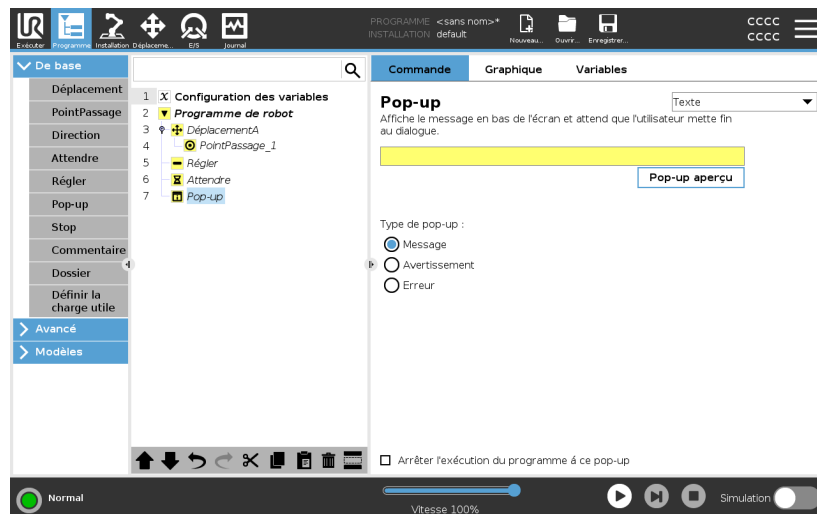 UR
Exécuter
Programme
Installation
Déplaceme...
E/S
Journal
PROGRAMME <sans nom>*
INSTALLATION default
Nouveau...
Ouvrir...
Enregistrer...
CCCC
CCCC
De base
Déplacement
PointPassage
Direction
Attendre
Régler
Pop-up
Stop
Commentaire
Dossier
Définir la
charge utile
Avancé
Modèles
1 X Configuration des variables
2 Programme de robot
3 DéplacementA
4 PointPassage_1
5 Régler
6 Attendre
7 Pop-up
Commande Graphique Variables
Pop-up
Texte
Affiche le message en bas de l'écran et attend que l'utilisateur mette fin
au dialogue.
Pop-up aperçu
Type de pop-up :
Message
Avertissement
Erreur
Arrêter l'exécution du programme á ce pop-up
Normal
Vitesse 100%
Simulation